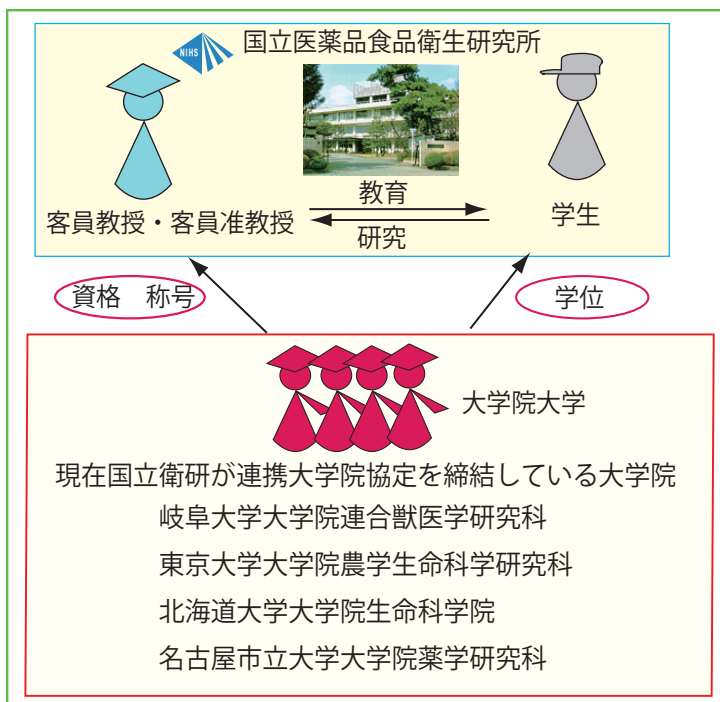 NIHS
国立医薬品食品衛生研究所
教育
研究
客員教授・客員准教授
学生
資格　称号
学位
大学院大学
現在国立衛研が連携大学院協定を締結している大学院
岐阜大学大学院連合獣医学研究科
東京大学大学院農学生命科学研究科
北海道大学大学院生命科学院
名古屋市立大学大学院薬学研究科